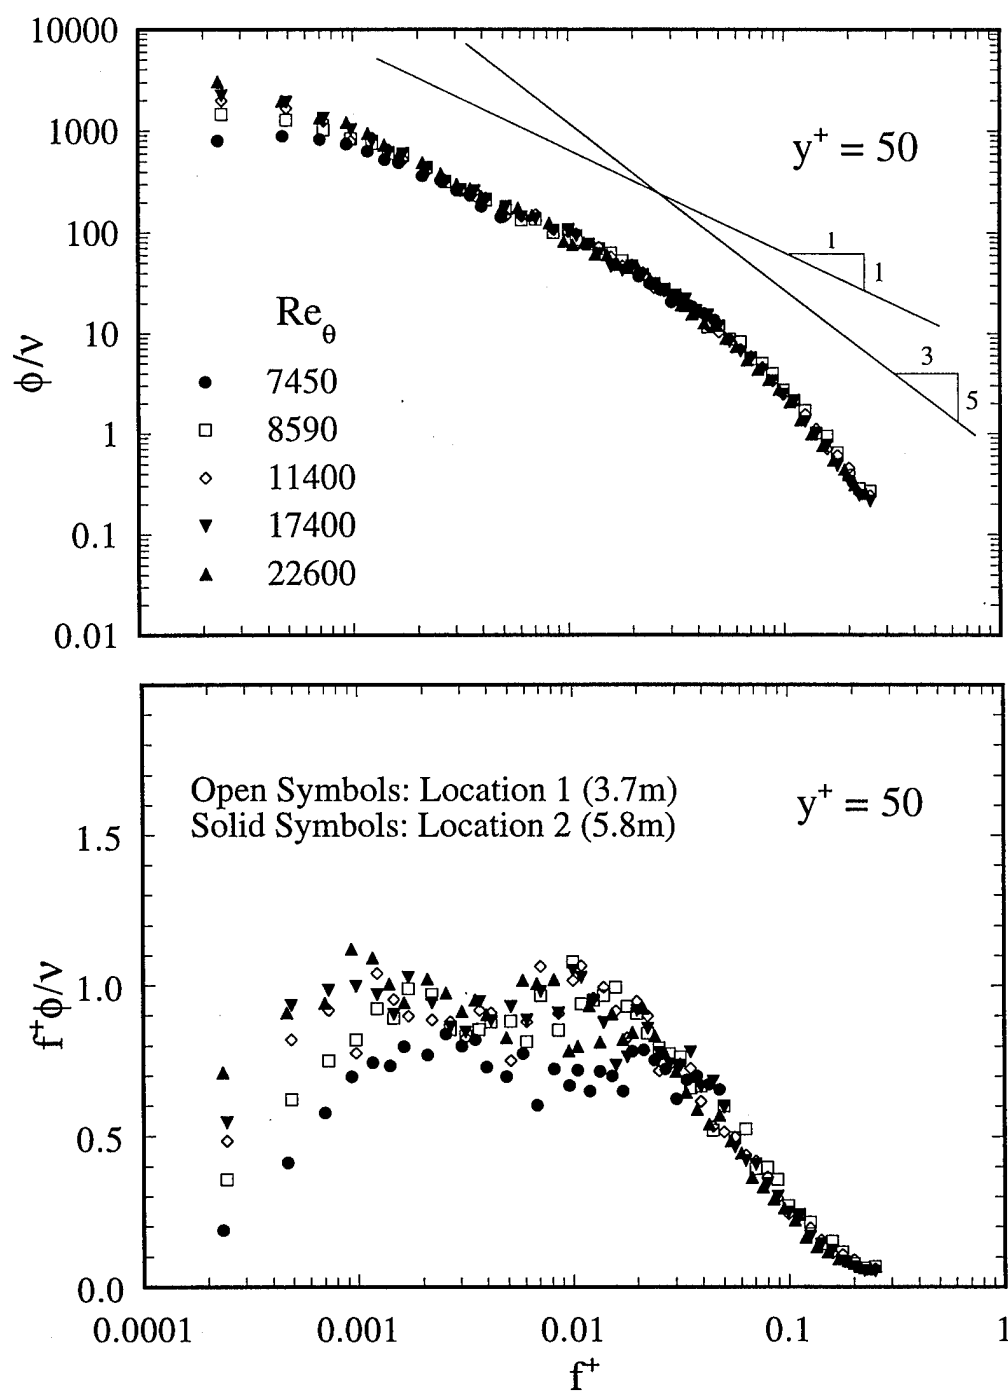 10000
1000
100
10
1
0.1
0.01
ϕ/ν
y⁺ = 50
1
1
3
5
Re_θ
7450
8590
11400
17400
22600
Open Symbols: Location 1 (3.7m)
Solid Symbols: Location 2 (5.8m)
y⁺ = 50
1.5
1.0
0.5
0.0
f⁺ϕ/ν
0.0001 0.001 0.01 0.1 1
f⁺